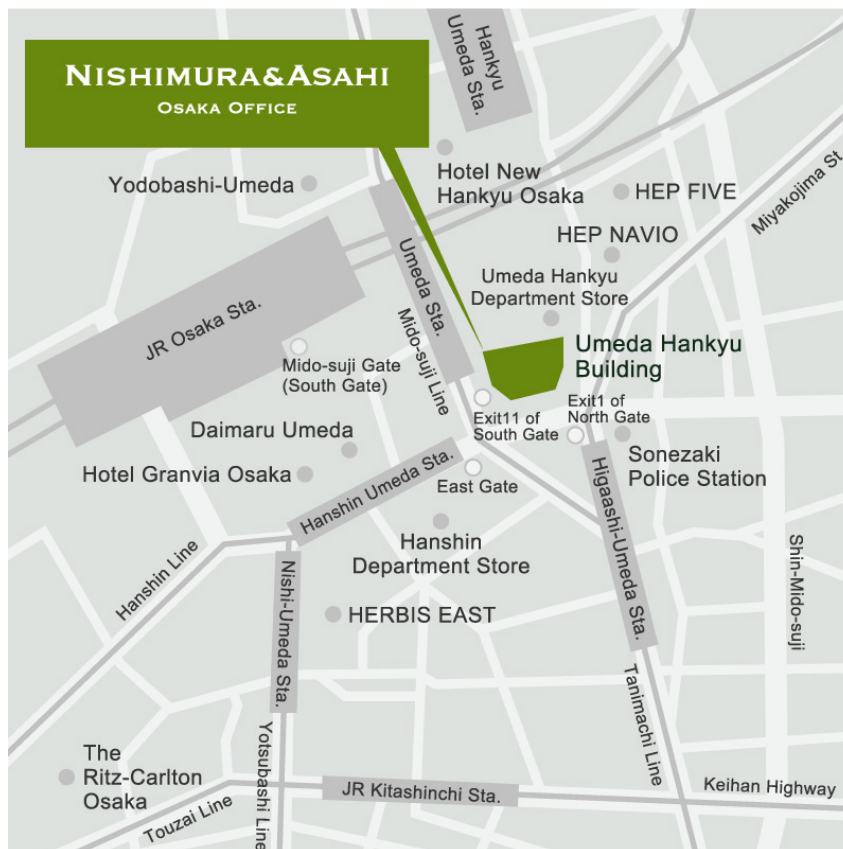 NISHIMURA&ASAHI
OSAKA OFFICE
Hankyu
Umeda Sta.
Yodobashi-Umeda
Hotel New
Hankyu Osaka
HEP FIVE
Miyakojima St
HEP NAVIO
Umeda Sta.
Umeda Hankyu
Department Store
JR Osaka Sta.
Mido-suji Line
Umeda Hankyu
Building
Mido-suji Gate
(South Gate)
Exit11 of
South Gate
Exit1 of
North Gate
Daimaru Umeda
Sonezaki
Police Station
Hotel Granvia Osaka
Hanshin Umeda Sta.
East Gate
Higaashi-Umeda Sta.
Hanshin
Department Store
Hanshin Line
Nishi-Umeda Sta.
Shin-Mido-suji
HERBIS EAST
Tanimachi Line
The
Ritz-Carlton
Osaka
Yotsubashi Line
JR Kitashinchi Sta.
Keihan Highway
Touzai Line